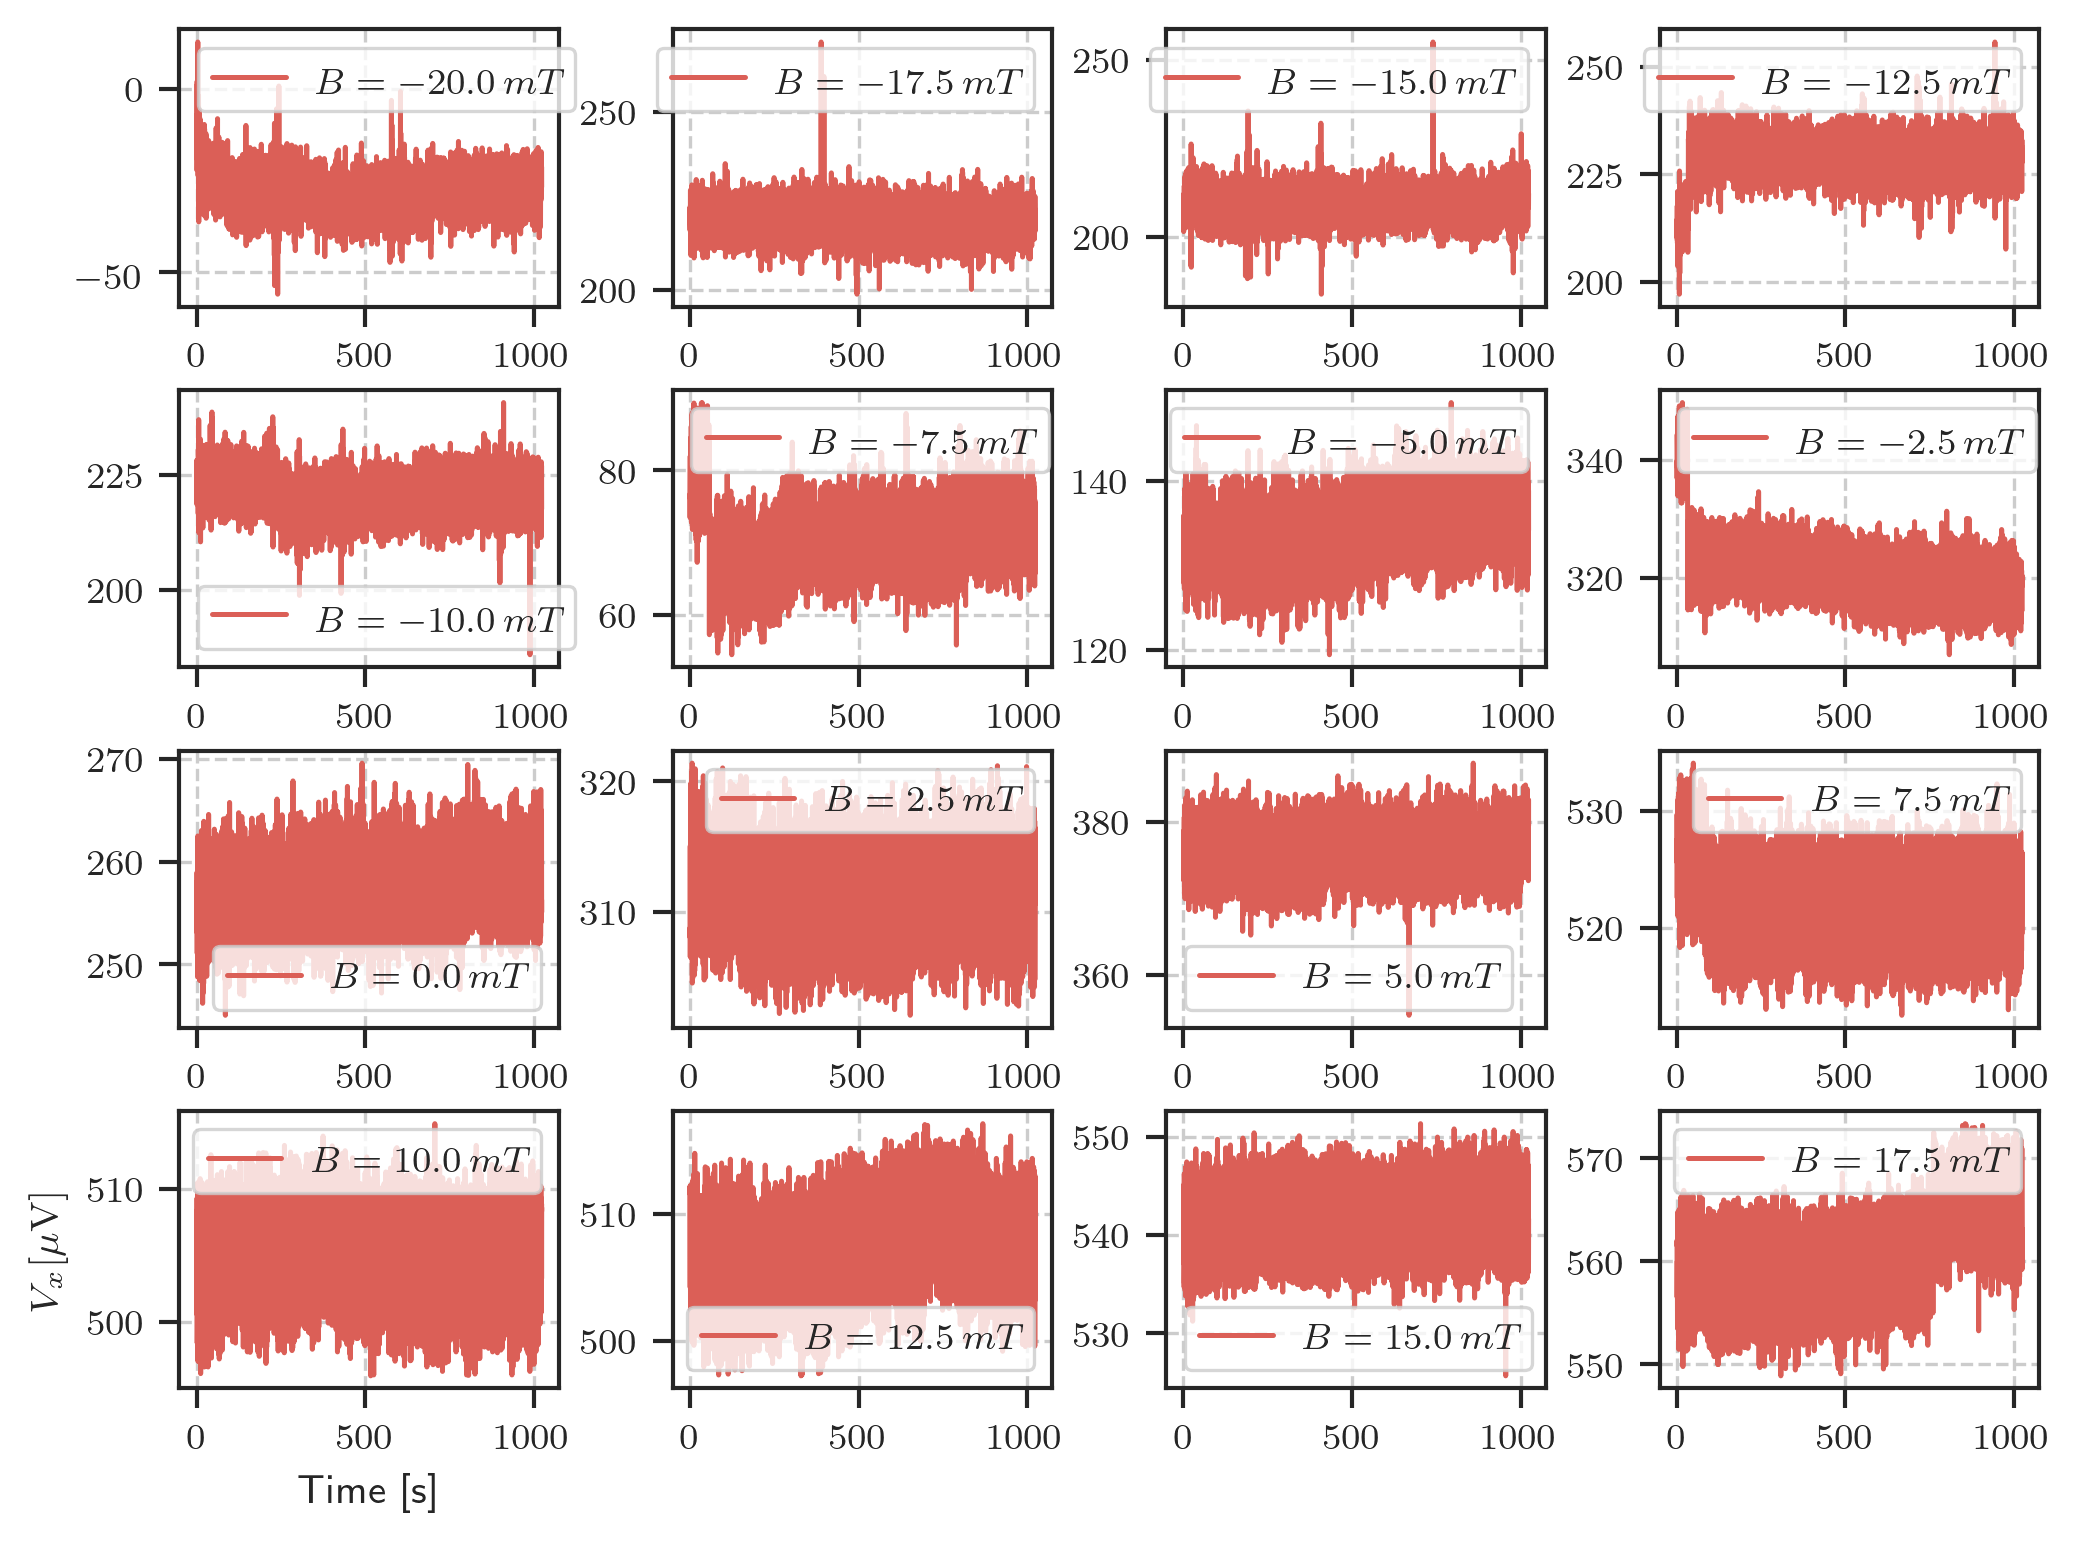 B = −20.0 mT
0
−50
0 500 1000
B = −17.5 mT
250
200
0 500 1000
B = −15.0 mT
250
200
0 500 1000
B = −12.5 mT
250
225
200
0 500 1000
225
200
B = −10.0 mT
0 500 1000
B = −7.5 mT
80
60
0 500 1000
B = −5.0 mT
140
120
0 500 1000
B = −2.5 mT
340
320
0 500 1000
270
260
250
B = 0.0 mT
0 500 1000
B = 2.5 mT
320
310
0 500 1000
380
360
B = 5.0 mT
0 500 1000
B = 7.5 mT
530
520
0 500 1000
B = 10.0 mT
510
500
0 500 1000
Vₓ [μV]
Time [s]
510
500
B = 12.5 mT
0 500 1000
550
540
530
B = 15.0 mT
0 500 1000
B = 17.5 mT
570
560
550
0 500 1000